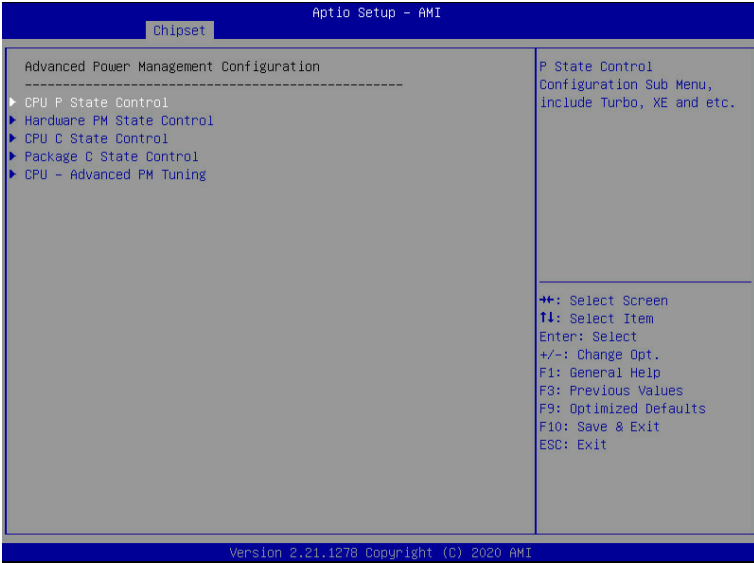 Aptio Setup – AMI
Chipset
Advanced Power Management Configuration
------------------------------------------------
CPU P State Control
Hardware PM State Control
CPU C State Control
Package C State Control
CPU – Advanced PM Tuning
P State Control
Configuration Sub Menu,
include Turbo, XE and etc.
→←: Select Screen
↑↓: Select Item
Enter: Select
+/-: Change Opt.
F1: General Help
F3: Previous Values
F9: Optimized Defaults
F10: Save & Exit
ESC: Exit
Version 2.21.1278 Copyright (C) 2020 AMI